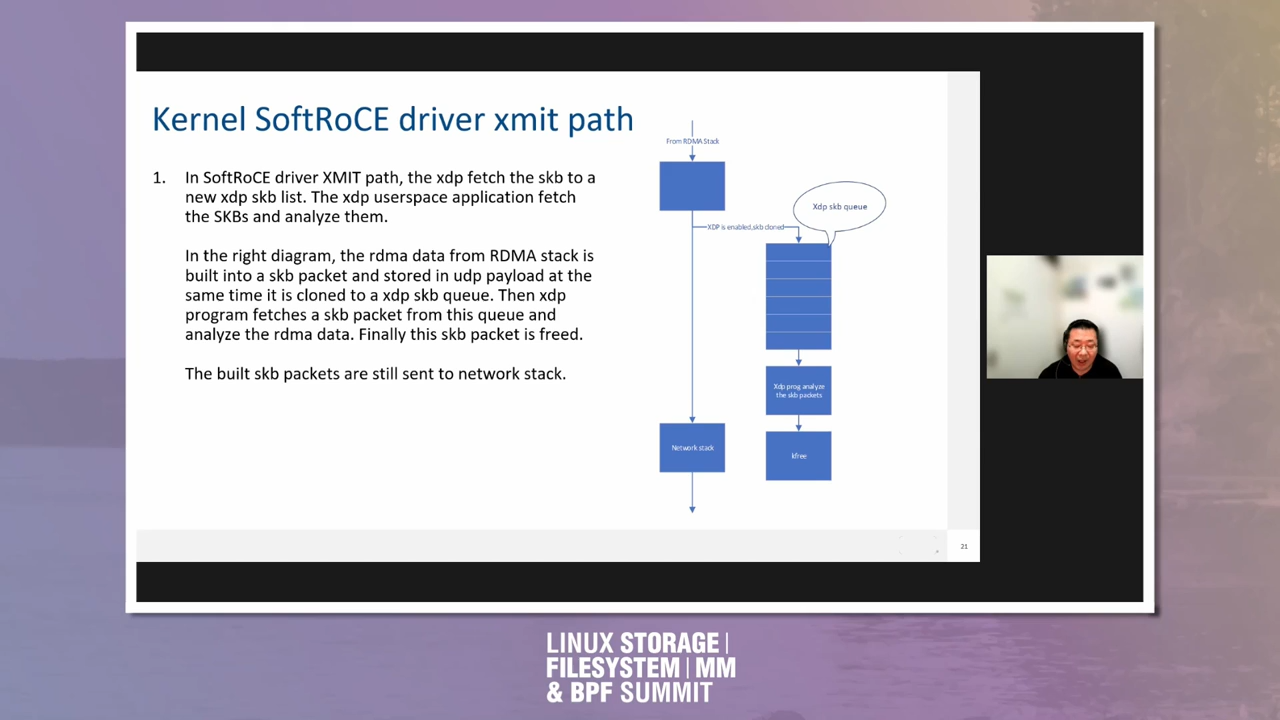 Kernel SoftRoCE driver xmit path
1. In SoftRoCE driver XMIT path, the xdp fetch the skb to a
new xdp skb list. The xdp userspace application fetch
the SKBs and analyze them.
In the right diagram, the rdma data from RDMA stack is
built into a skb packet and stored in udp payload at the
same time it is cloned to a xdp skb queue. Then xdp
program fetches a skb packet from this queue and
analyze the rdma data. Finally this skb packet is freed.
The built skb packets are still sent to network stack.
From RDMA Stack
Xdp skb queue
XDP is enabled,skb cloned
Xdp prog analyze
the skb packets
Network stack
kfree
21
LINUX STORAGE |
FILESYSTEM | MM
& BPF SUMMIT